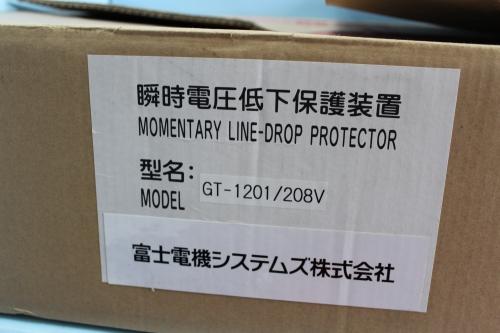 瞬時電圧低下保護装置
MOMENTARY LINE-DROP PROTECTOR
型名:
MODEL GT-1201/208V
富士電機システムズ株式会社